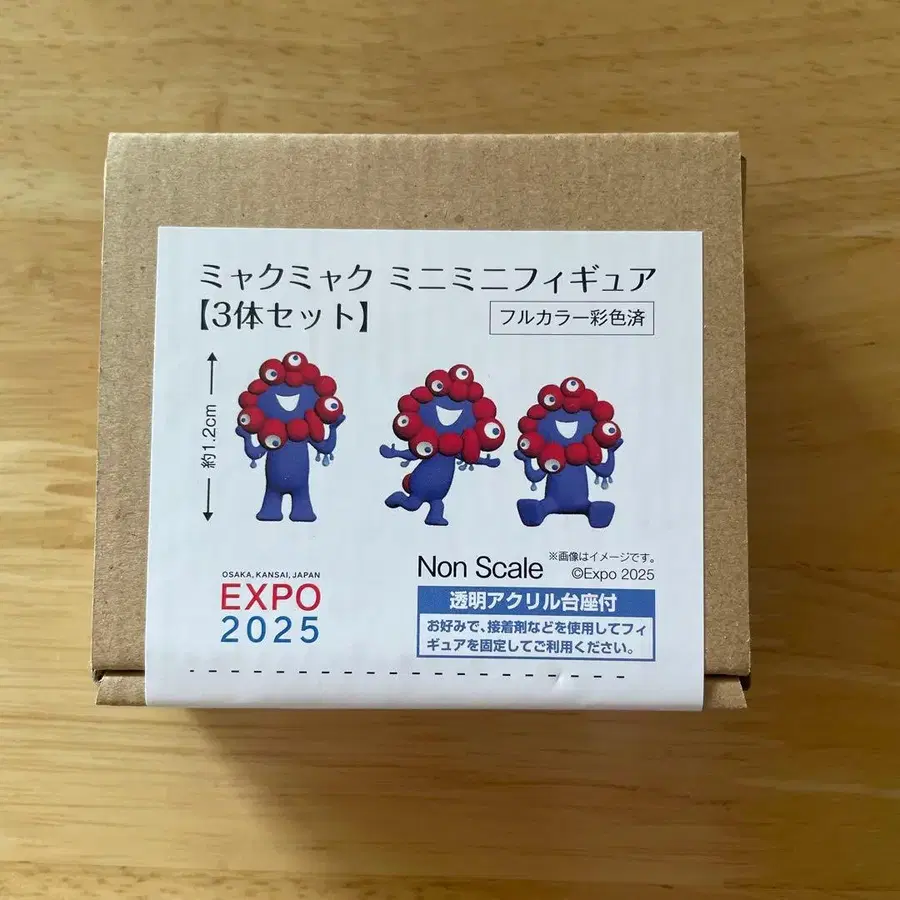 ミャクミャク ミニミニフィギュア
【3体セット】
フルカラー彩色済
約1.2cm
※画像はイメージです。
Non Scale
©Expo 2025
OSAKA, KANSAI, JAPAN
EXPO
2025
透明アクリル台座付
お好みで、接着剤などを使用してフィ
ギュアを固定してご利用ください。